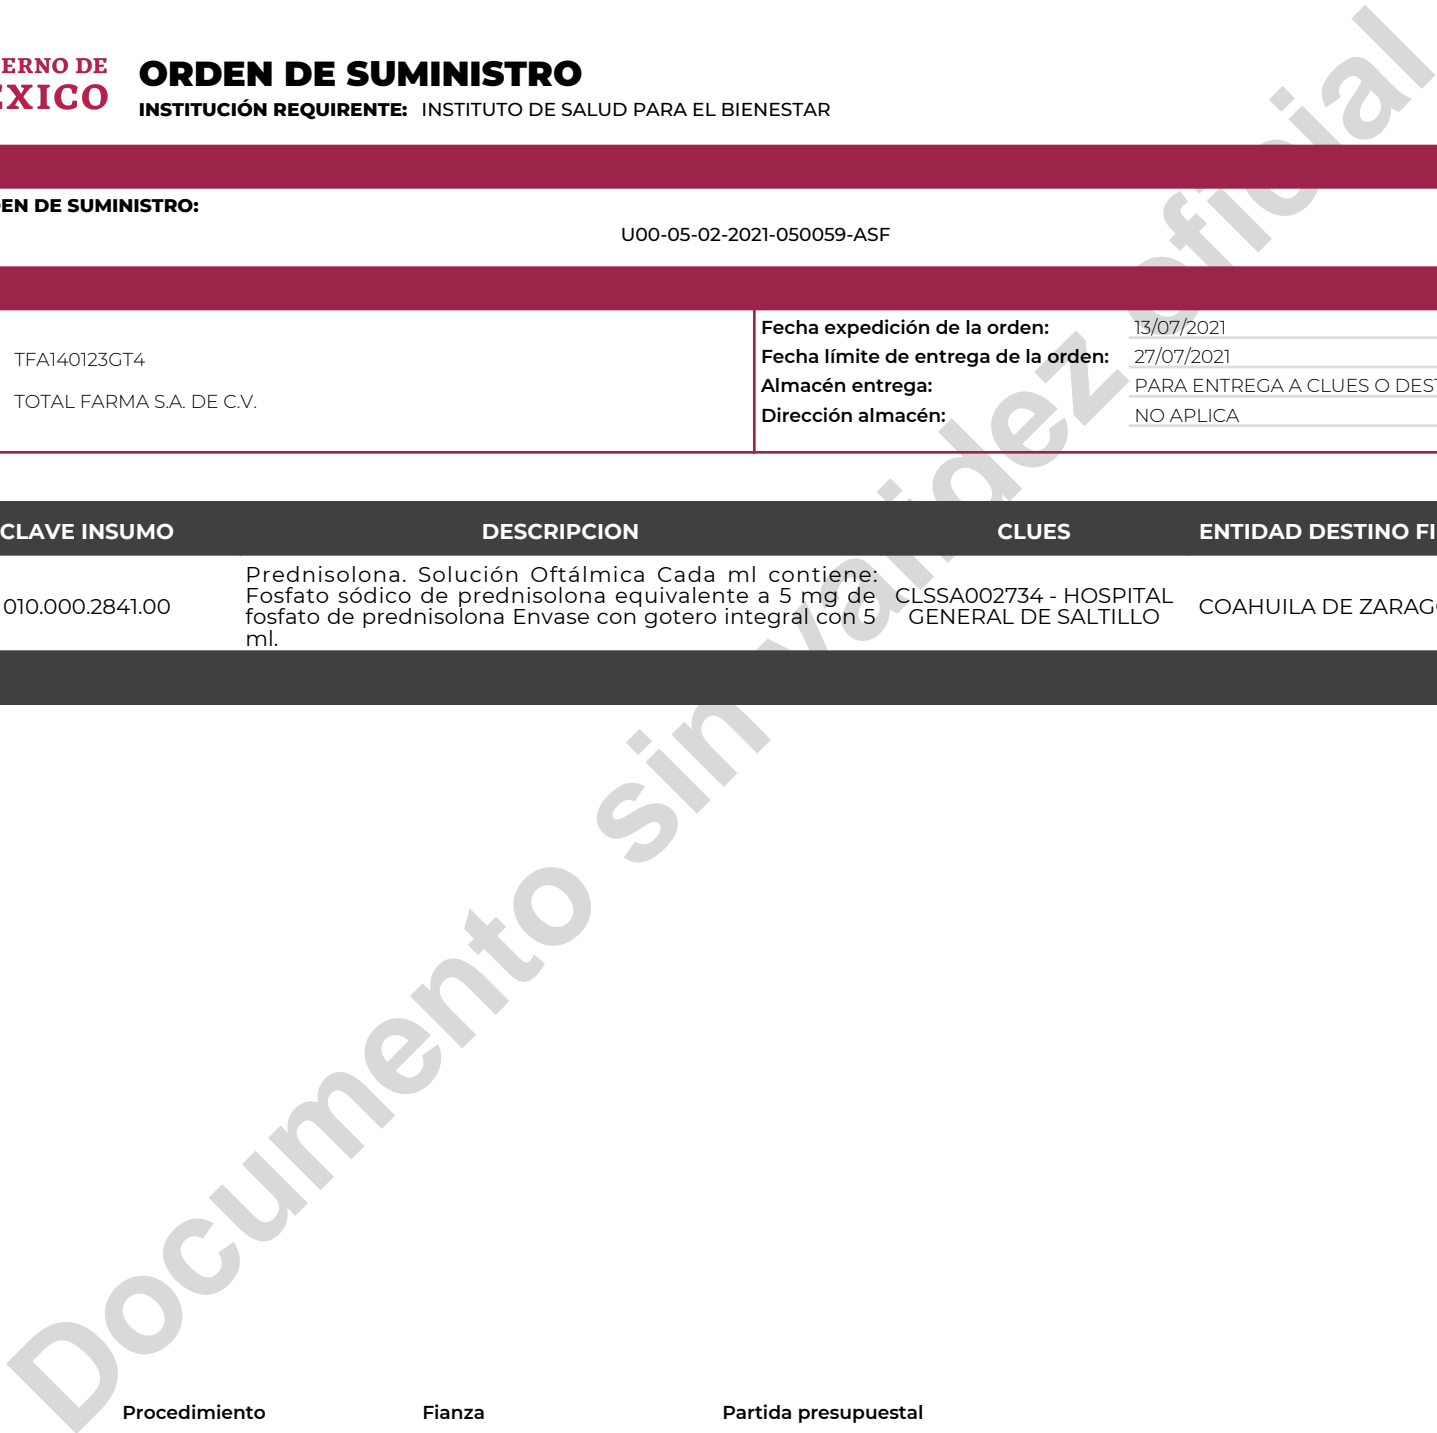 ERNO DE
EXICO
ORDEN DE SUMINISTRO
INSTITUCIÓN REQUIRENTE: INSTITUTO DE SALUD PARA EL BIENESTAR
EN DE SUMINISTRO:
U00-05-02-2021-050059-ASF
TFA140123GT4
TOTAL FARMA S.A. DE C.V.
Fecha expedición de la orden: 13/07/2021
Fecha límite de entrega de la orden: 27/07/2021
Almacén entrega: PARA ENTREGA A CLUES O DEST
Dirección almacén: NO APLICA
CLAVE INSUMO DESCRIPCION CLUES ENTIDAD DESTINO FI
010.000.2841.00
Prednisolona. Solución Oftálmica Cada ml contiene:
Fosfato sódico de prednisolona equivalente a 5 mg de
fosfato de prednisolona Envase con gotero integral con 5
ml.
CLSSA002734 - HOSPITAL
GENERAL DE SALTILLO
COAHUILA DE ZARAG
Documento sin validez oficial
Procedimiento Fianza Partida presupuestal